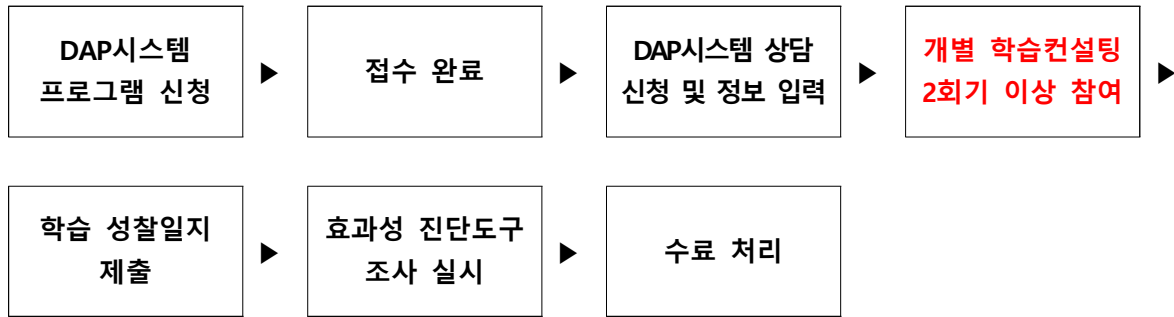 DAP시스템
프로그램 신청
▶
접수 완료
▶
DAP시스템 상담
신청 및 정보 입력
▶
개별 학습컨설팅
2회기 이상 참여
▶
학습 성찰일지
제출
▶
효과성 진단도구
조사 실시
▶
수료 처리